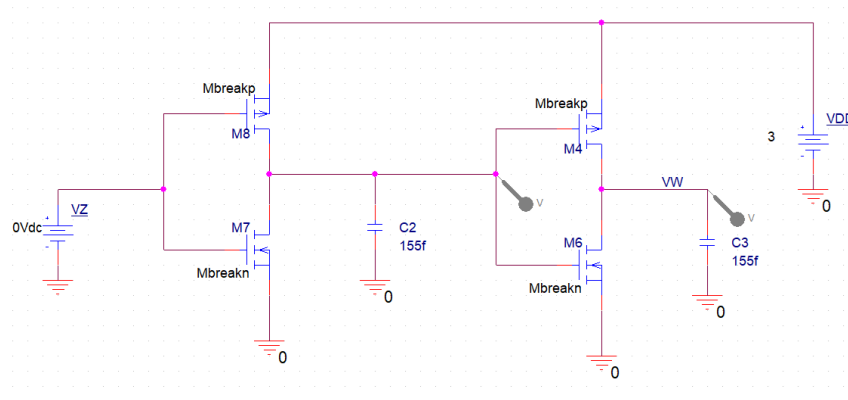 Mbreakp
M8
Mbreakp
M4
3
+
VDD
-
0
VZ
+
0Vdc
-
M7
Mbreakn
0
C2
155f
0
V
VW
V
M6
Mbreakn
0
C3
155f
0